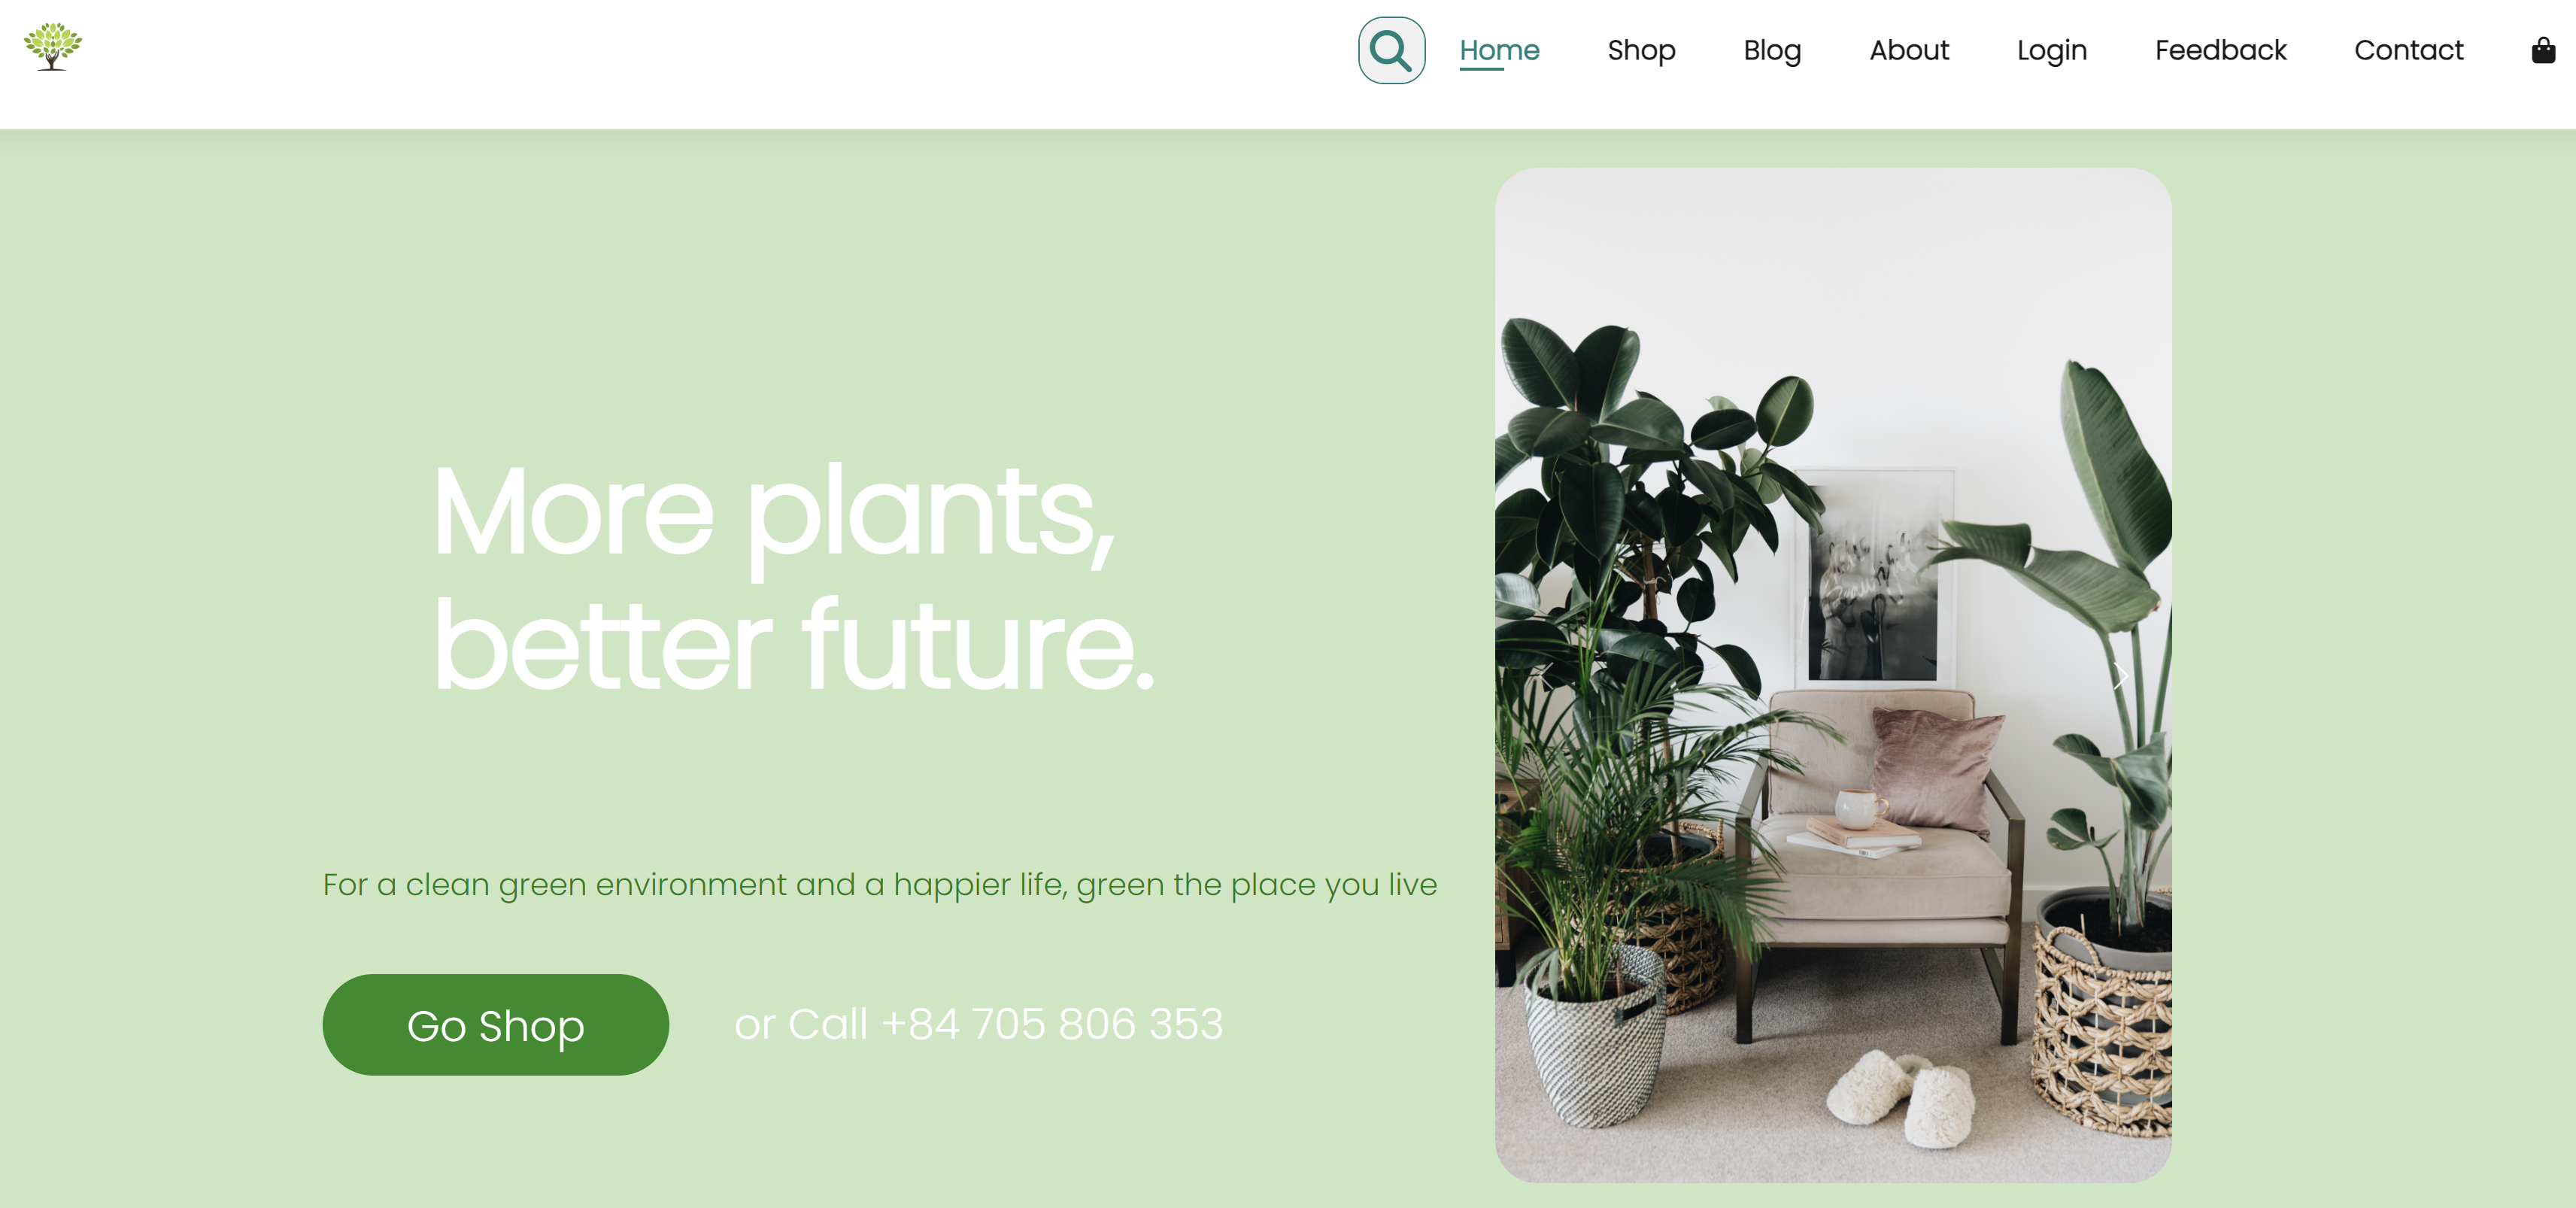 Home Shop Blog About Login Feedback Contact
More plants,
better future.
For a clean green environment and a happier life, green the place you live
Go Shop or Call +84 705 806 353